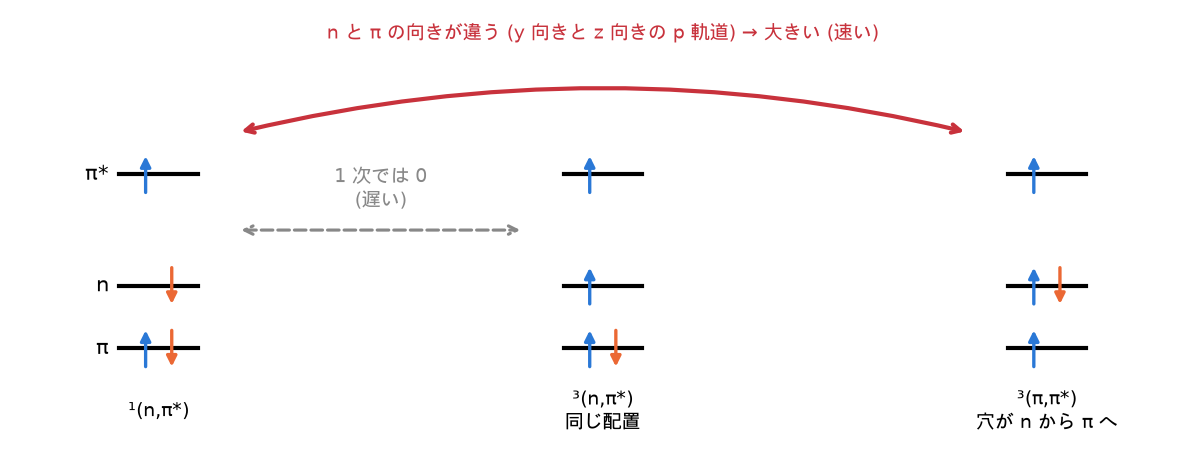 n と π の向きが違う (y 向きと z 向きの p 軌道) → 大きい (速い)
π*
1 次では 0
(遅い)
n
π
¹(n,π*)
³(n,π*)
同じ配置
³(π,π*)
穴が n から π へ